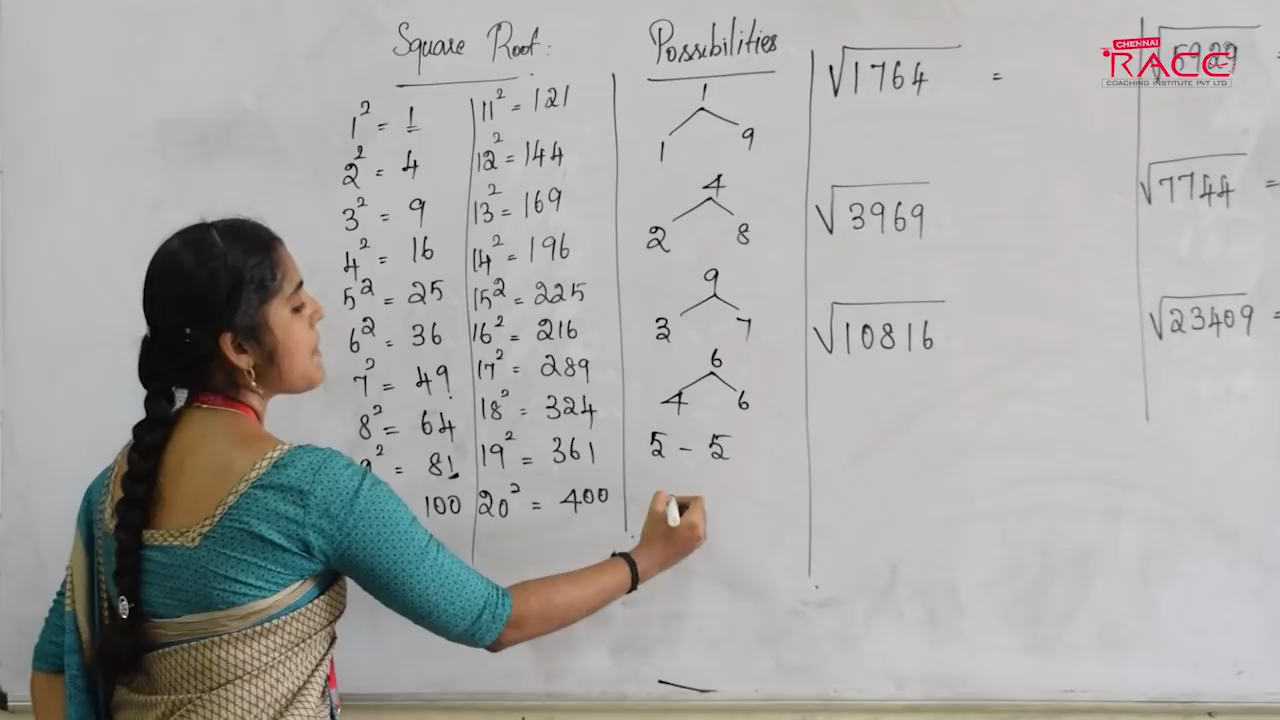 Square Root:
1² = 1
2² = 4
3² = 9
4² = 16
5² = 25
6² = 36
7² = 49
8² = 64
² = 81
100
11² = 121
12² = 144
13² = 169
14² = 196
15² = 225
16² = 216
17² = 289
18² = 324
19² = 361
20² = 400
Possibilities
1
1 9
4
2 8
9
3 7
6
4 6
5 - 5
√1764 =
√3969
√10816
√5929 =
√7744 =
√23409 =
CHENNAI
RACE
COACHING INSTITUTE PVT LTD